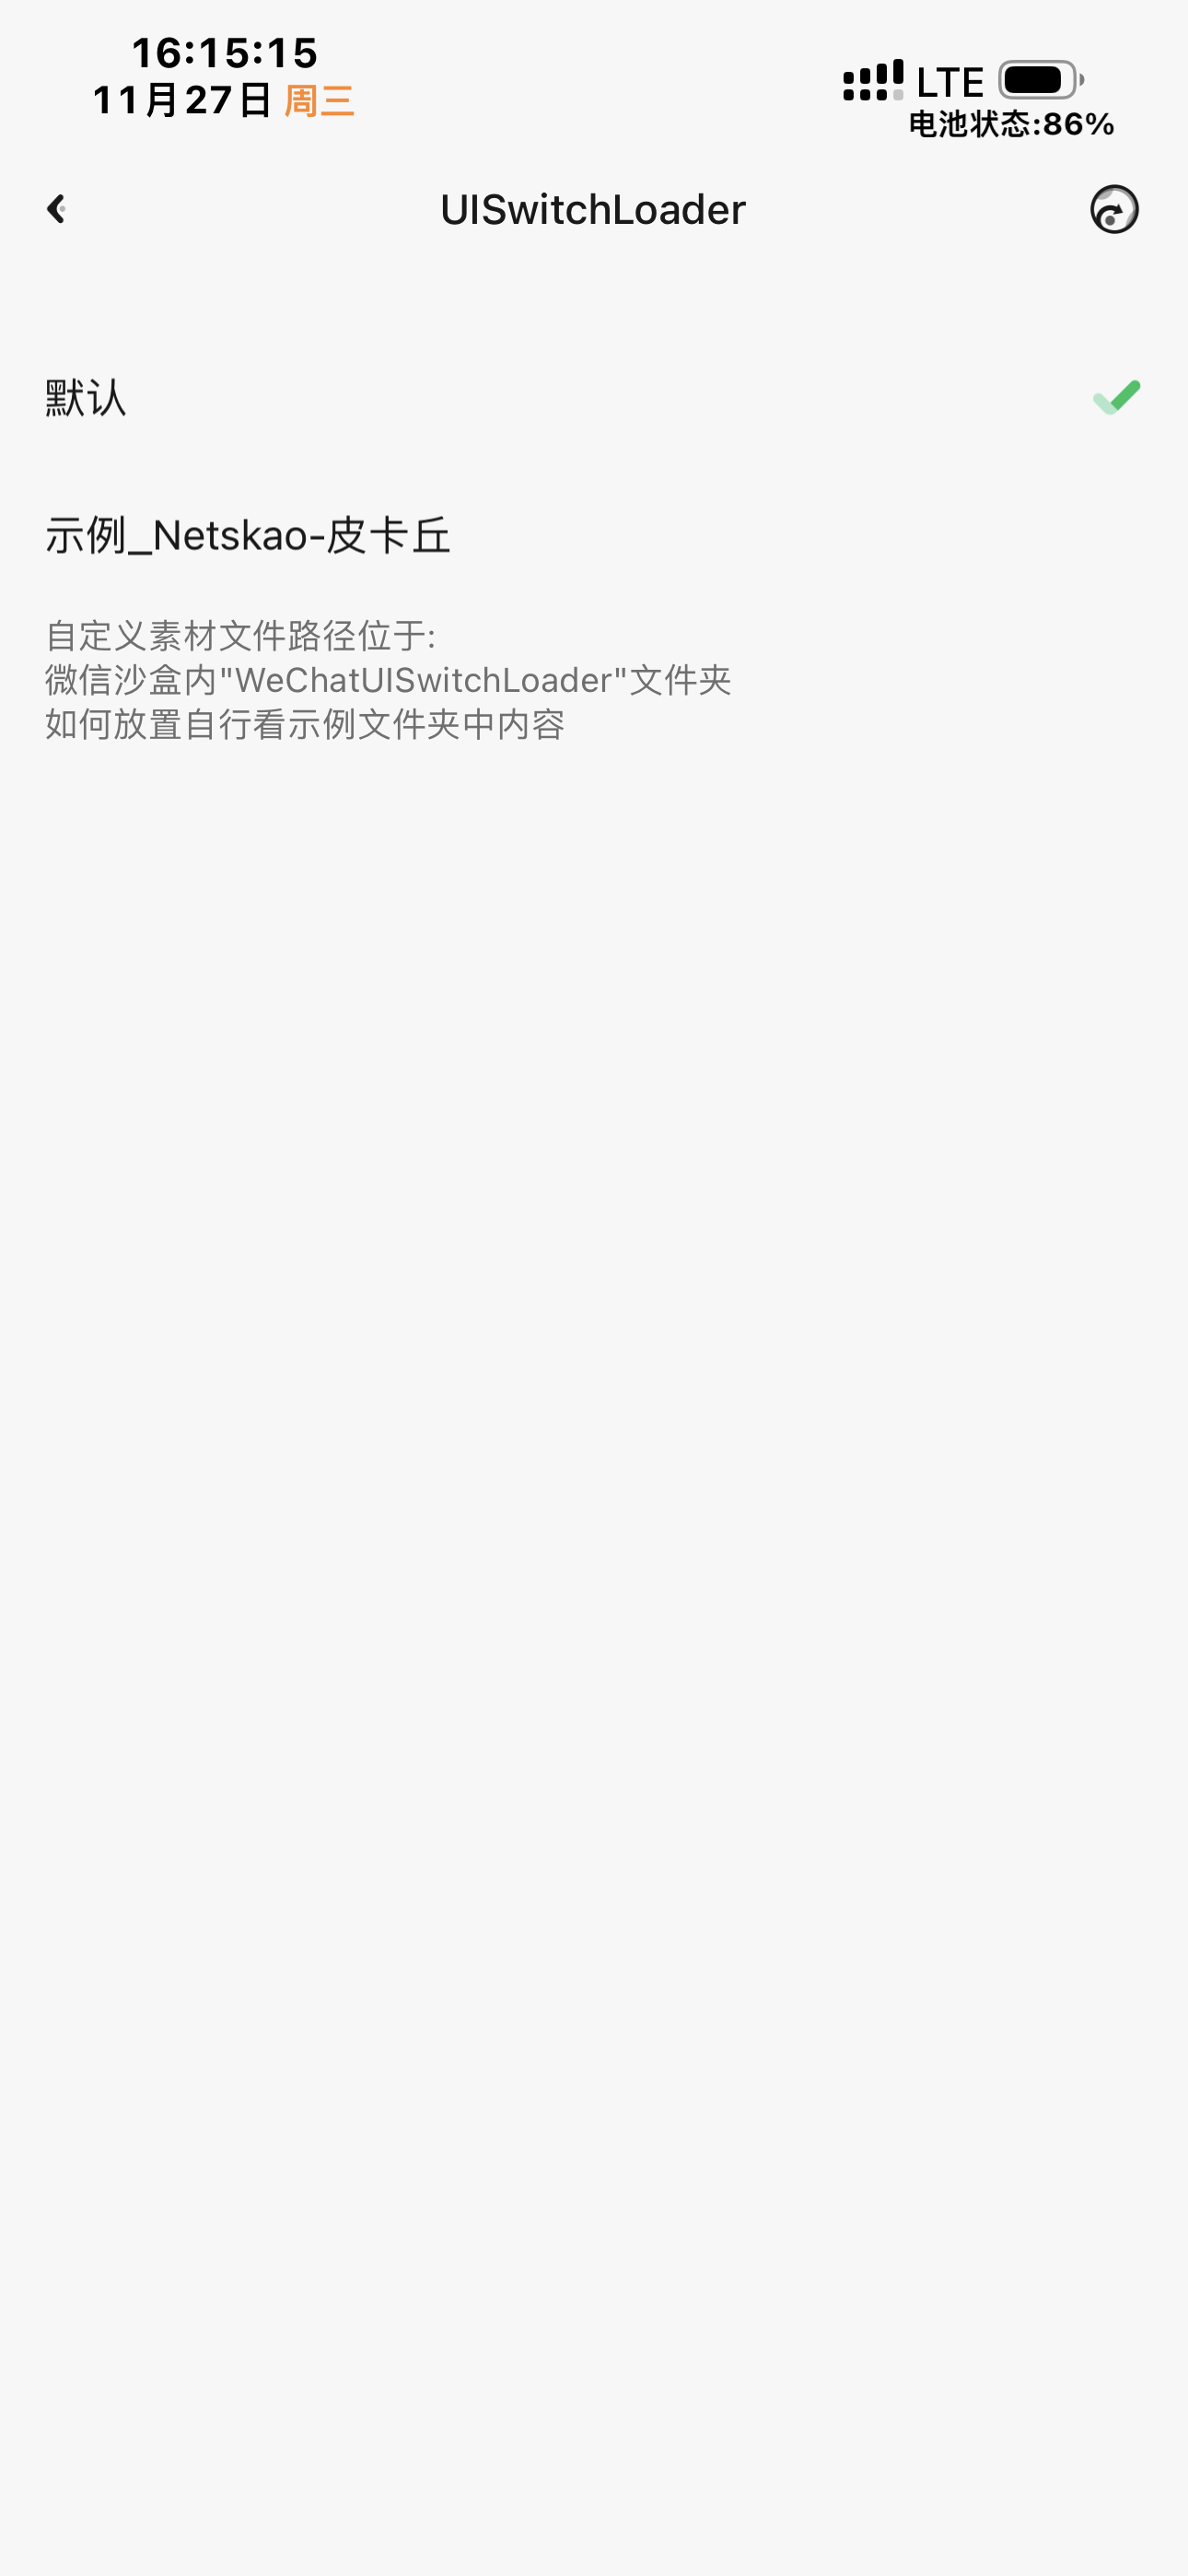 16:15:15
11月27日 周三
LTE
电池状态:86%
UISwitchLoader
默认
示例_Netskao-皮卡丘
自定义素材文件路径位于:
微信沙盒内"WeChatUISwitchLoader"文件夹
如何放置自行看示例文件夹中内容